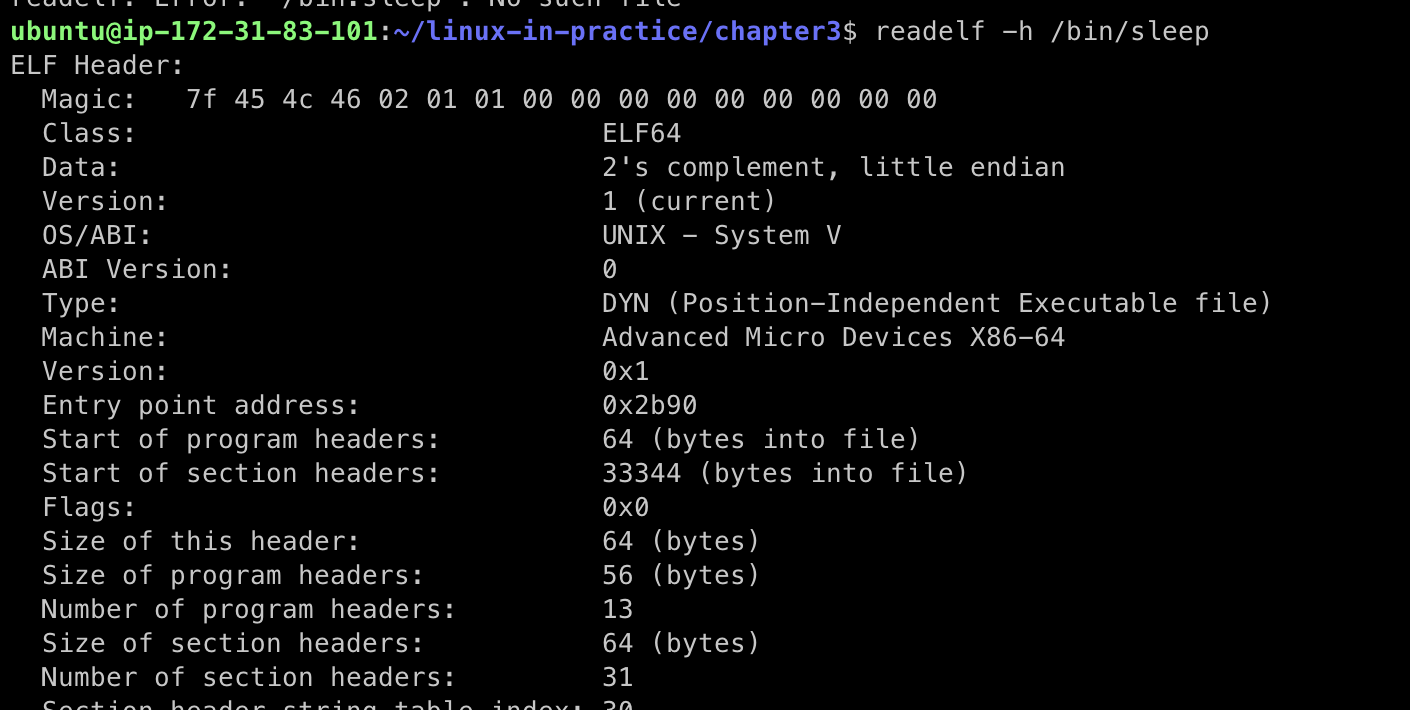 readelf: Error: '/bin:sleep': No such file
ubuntu@ip-172-31-83-101:~/linux-in-practice/chapter3$ readelf -h /bin/sleep
ELF Header:
  Magic:   7f 45 4c 46 02 01 01 00 00 00 00 00 00 00 00 00
  Class:                             ELF64
  Data:                              2's complement, little endian
  Version:                           1 (current)
  OS/ABI:                            UNIX - System V
  ABI Version:                       0
  Type:                              DYN (Position-Independent Executable file)
  Machine:                           Advanced Micro Devices X86-64
  Version:                           0x1
  Entry point address:               0x2b90
  Start of program headers:          64 (bytes into file)
  Start of section headers:          33344 (bytes into file)
  Flags:                             0x0
  Size of this header:               64 (bytes)
  Size of program headers:           56 (bytes)
  Number of program headers:         13
  Size of section headers:           64 (bytes)
  Number of section headers:         31
  Section header string table index: 30